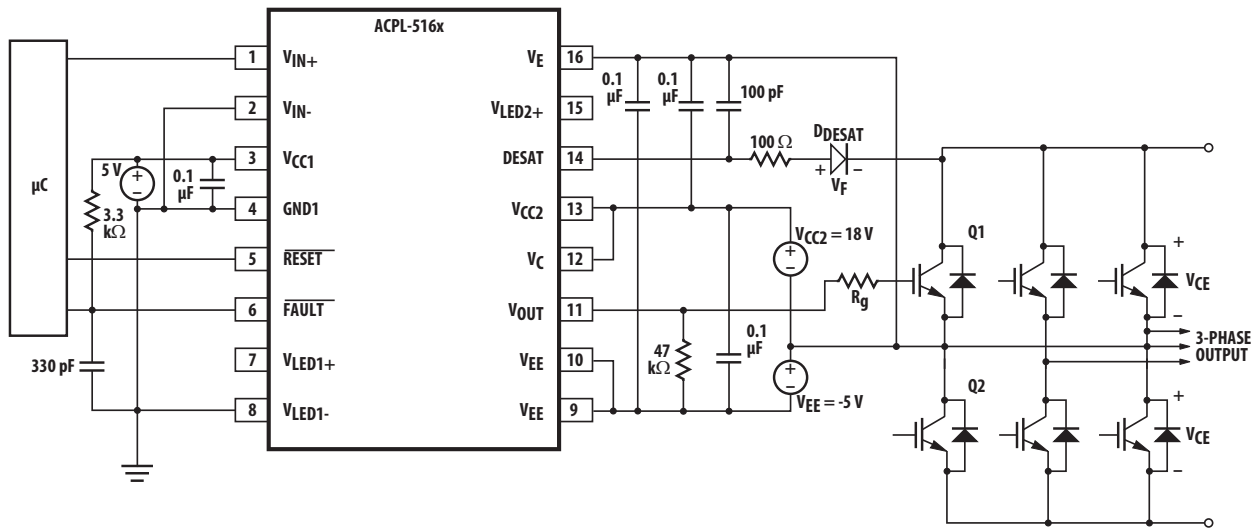 ACPL-516x
µC
1 VIN+
2 VIN-
3 VCC1
4 GND1
5 RESET
6 FAULT
7 VLED1+
8 VLED1-
VE 16
VLED2+ 15
DESAT 14
VCC2 13
VC 12
VOUT 11
VEE 10
VEE 9
5 V
+
–
0.1
µF
3.3
kΩ
330 pF
0.1
µF
0.1
µF
100 pF
100 Ω
DDESAT
+ –
VF
VCC2 = 18 V
+
–
Rg
47
kΩ
0.1
µF
+
–
VEE = -5 V
Q1
+
VCE
–
3-PHASE
OUTPUT
Q2
+
VCE
–